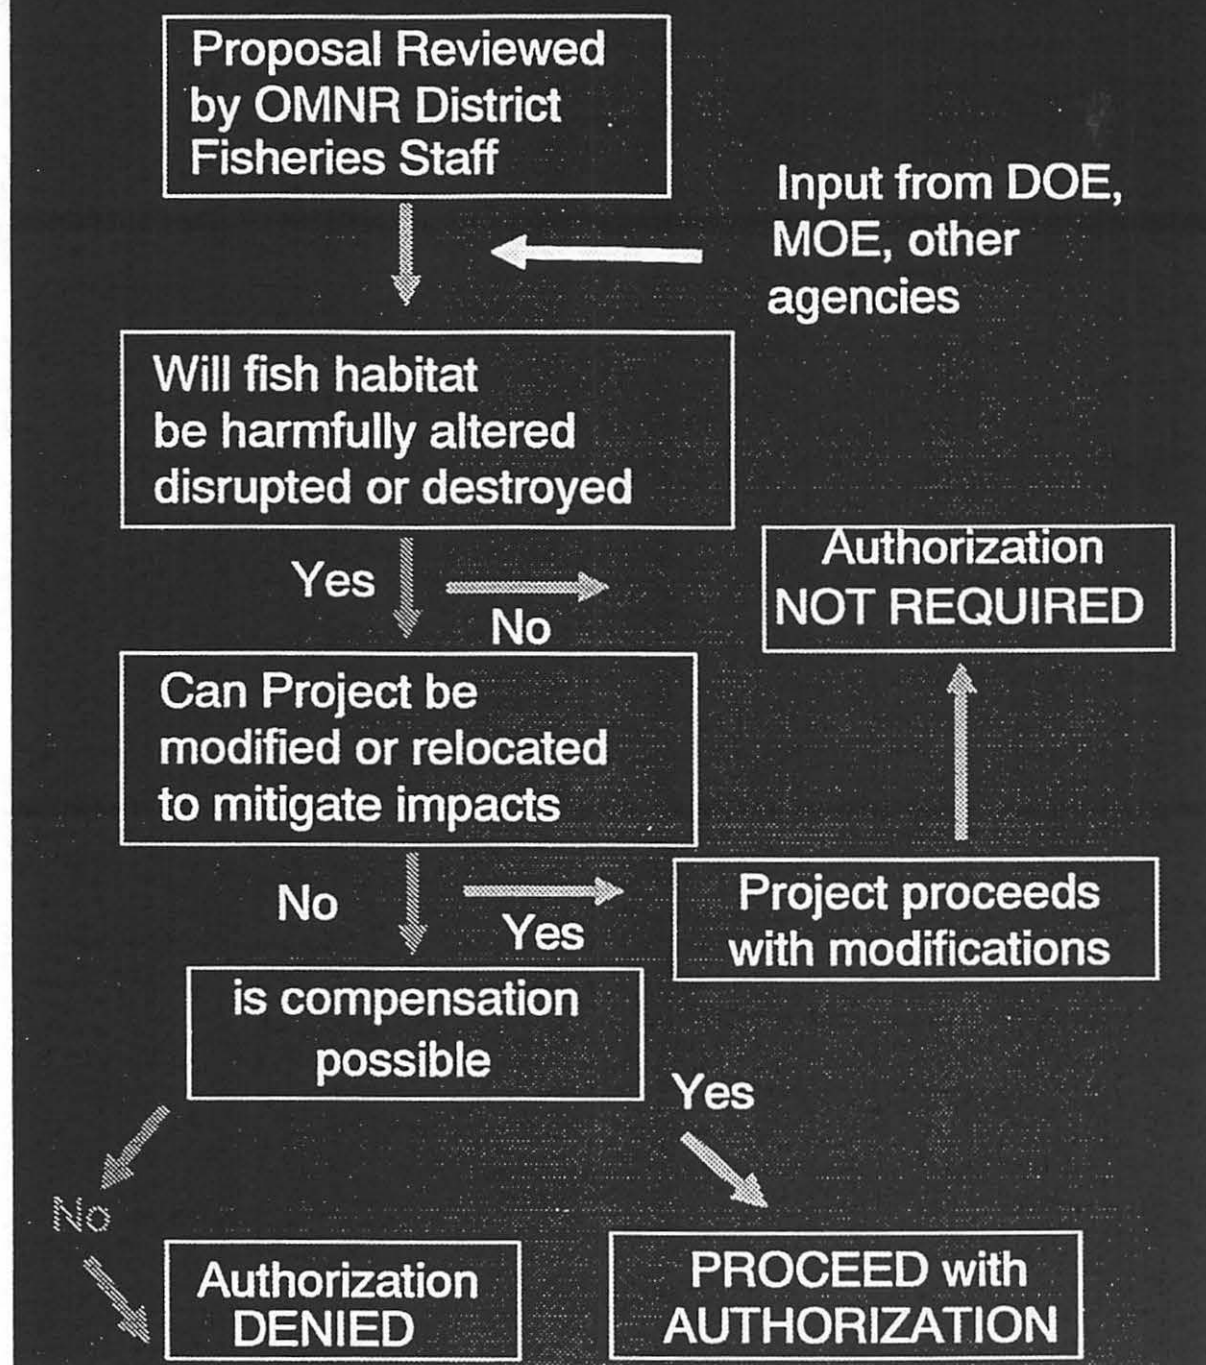 Proposal Reviewed
by OMNR District
Fisheries Staff
Input from DOE,
MOE, other
agencies
Will fish habitat
be harmfully altered
disrupted or destroyed
Yes
No
Authorization
NOT REQUIRED
Can Project be
modified or relocated
to mitigate impacts
No
Yes
Project proceeds
with modifications
is compensation
possible
Yes
No
Authorization
DENIED
PROCEED with
AUTHORIZATION